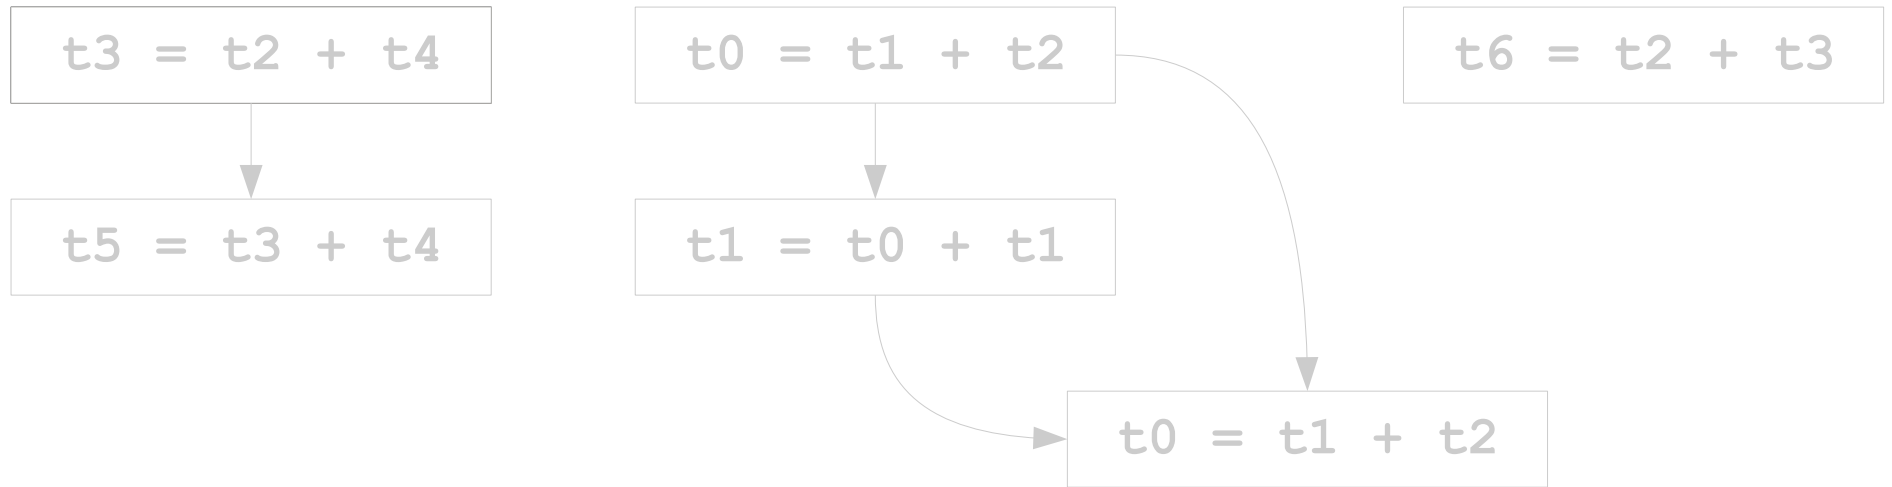 t3 = t2 + t4
t0 = t1 + t2
t6 = t2 + t3
t5 = t3 + t4
t1 = t0 + t1
t0 = t1 + t2